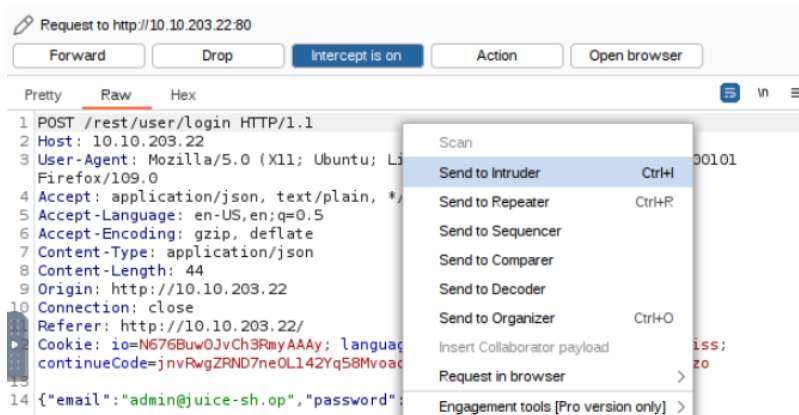 Request to http://10.10.203.22:80
Forward Drop Intercept is on Action Open browser
Pretty Raw Hex \n
1 POST /rest/user/login HTTP/1.1
2 Host: 10.10.203.22
3 User-Agent: Mozilla/5.0 (X11; Ubuntu; Li 00101
Firefox/109.0
4 Accept: application/json, text/plain, */
5 Accept-Language: en-US,en;q=0.5
6 Accept-Encoding: gzip, deflate
7 Content-Type: application/json
8 Content-Length: 44
9 Origin: http://10.10.203.22
10 Connection: close
11 Referer: http://10.10.203.22/
Cookie: io=N676Buw0JvCh3RmyAAAy; languag iss;
continueCode=jnvRwgZRND7neOL142Yq58Mvoac zo
13
14 {"email":"admin@juice-sh.op","password":
Scan
Send to Intruder Ctrl+I
Send to Repeater Ctrl+R
Send to Sequencer
Send to Comparer
Send to Decoder
Send to Organizer Ctrl+O
Insert Collaborator payload
Request in browser
Engagement tools [Pro version only]